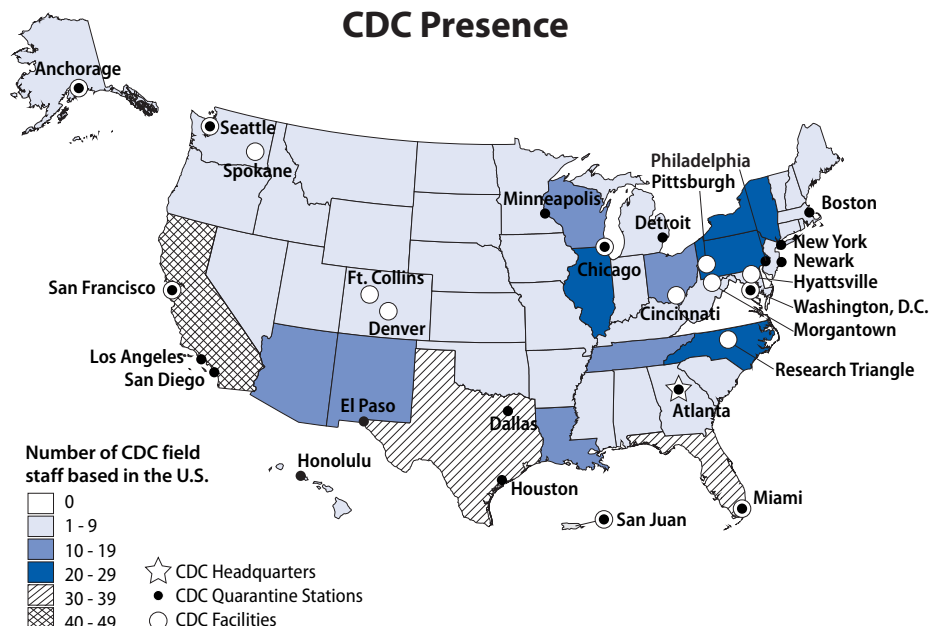 CDC Presence
Anchorage
Seattle
Spokane
Minneapolis
Philadelphia
Pittsburgh
Detroit
Boston
New York
Newark
Hyattsville
Washington, D.C.
Morgantown
Chicago
Cincinnati
Ft. Collins
Denver
San Francisco
Los Angeles
San Diego
Research Triangle
El Paso
Dallas
Atlanta
Honolulu
Houston
Miami
San Juan
Number of CDC field
staff based in the U.S.
0
1 - 9
10 - 19
20 - 29
30 - 39
40 - 49
CDC Headquarters
CDC Quarantine Stations
CDC Facilities